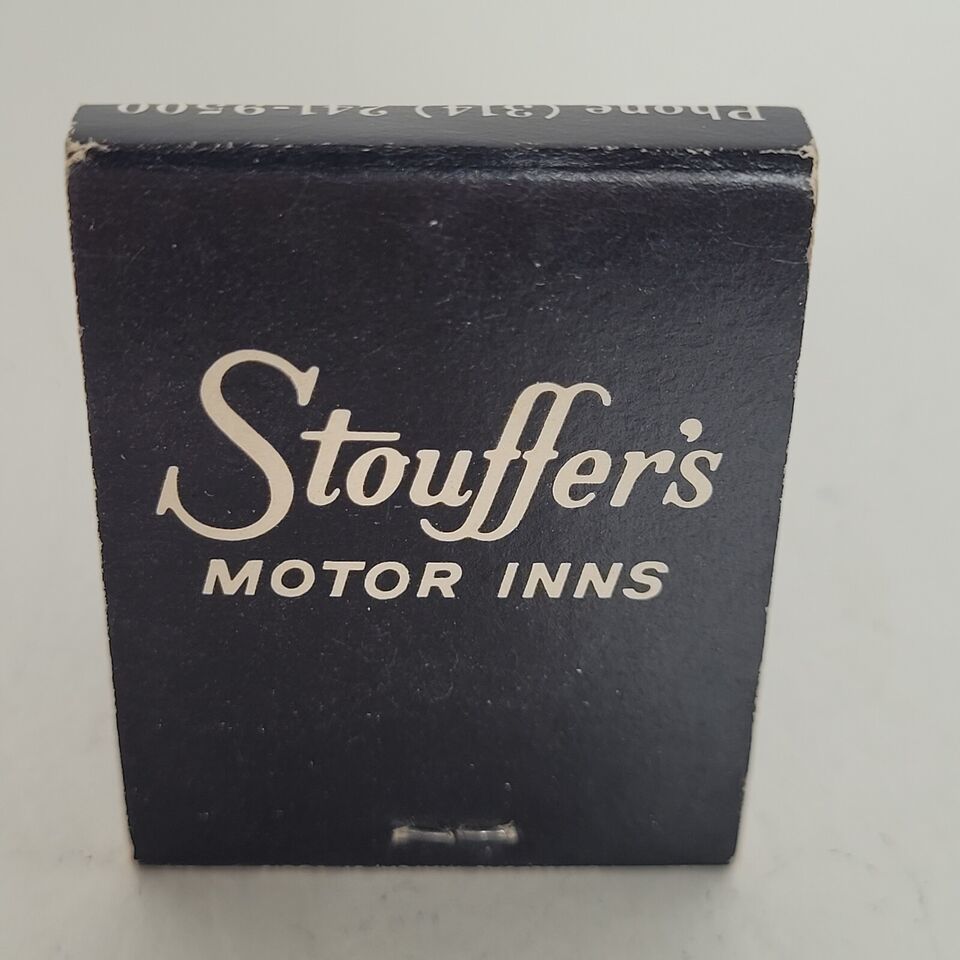 Phone (314) 241-9500
Stouffer's
MOTOR INNS